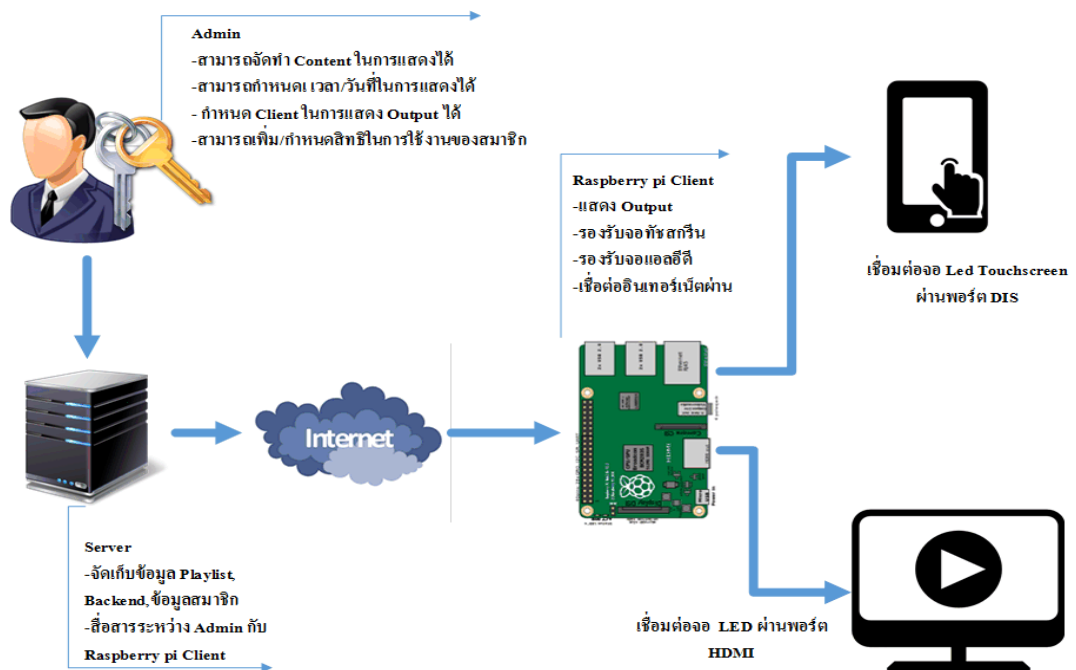 Admin
-สามารถจัดทำ Content ในการแสดงได้
-สามารถกำหนดเ เวลา/วันที่ในการแสดงได้
- กำหนด Client ในการแสดง Output ได้
-สามารถเพิ่ม/กำหนดสิทธิในการใช้งานของสมาชิก
Raspberry pi Client
-แสดง Output
-รองรับจอทัชสกรีน
-รองรับจอแอลอีดี
-เชื่อต่ออินเทอร์เน็ตผ่าน
เชื่อมต่อจอ Led Touchscreen
ผ่านพอร์ต DIS
Internet
Server
-จัดเก็บข้อมูล Playlist,
Backend,ข้อมูลสมาชิก
-สื่อสารระหว่าง Admin กับ
Raspberry pi Client
เชื่อมต่อจอ LED ผ่านพอร์ต
HDMI